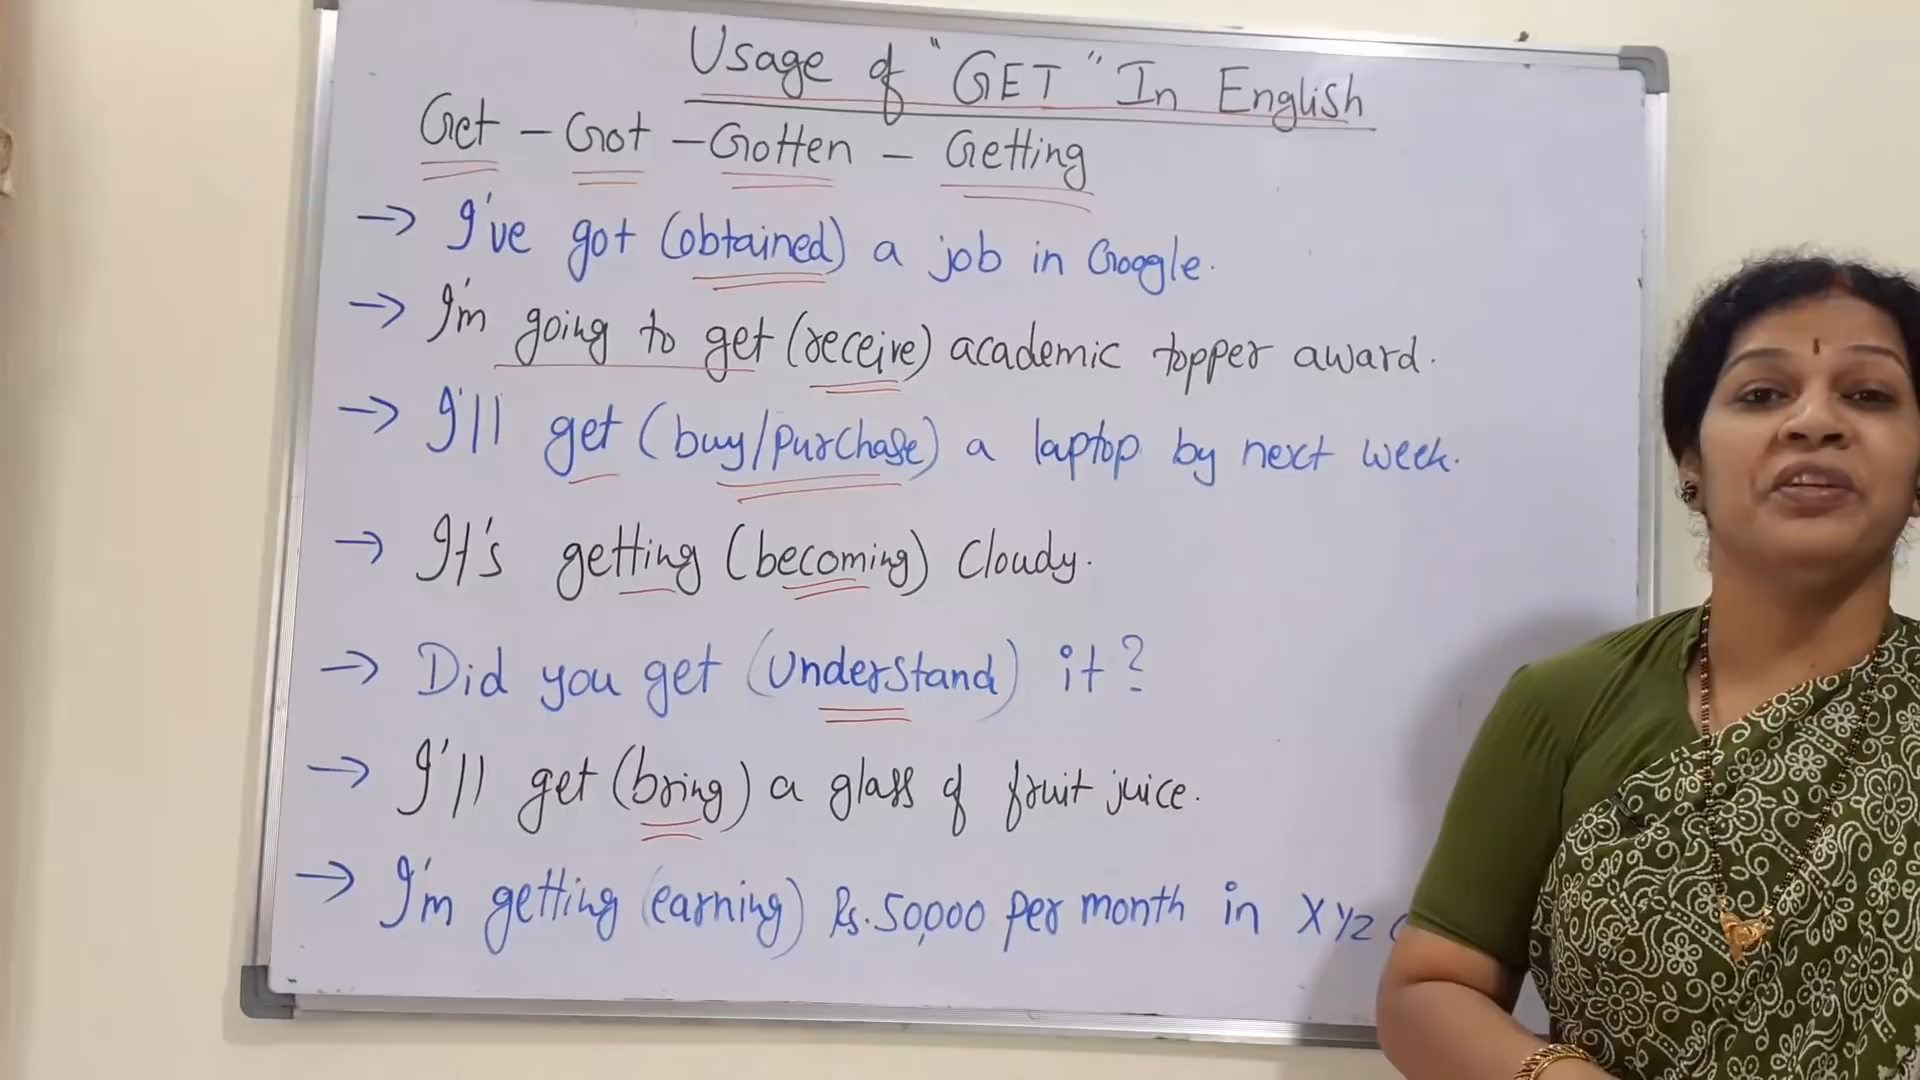 Usage of "GET" In English
Get - Got - Gotten - Getting
→ I've got (obtained) a job in Google.
→ I'm going to get (receive) academic topper award.
→ I'll get (buy/purchase) a laptop by next week.
→ It's getting (becoming) Cloudy.
→ Did you get (understand) it?
→ I'll get (bring) a glass of fruit juice.
→ I'm getting (earning) Rs. 50,000 per month in XYZ